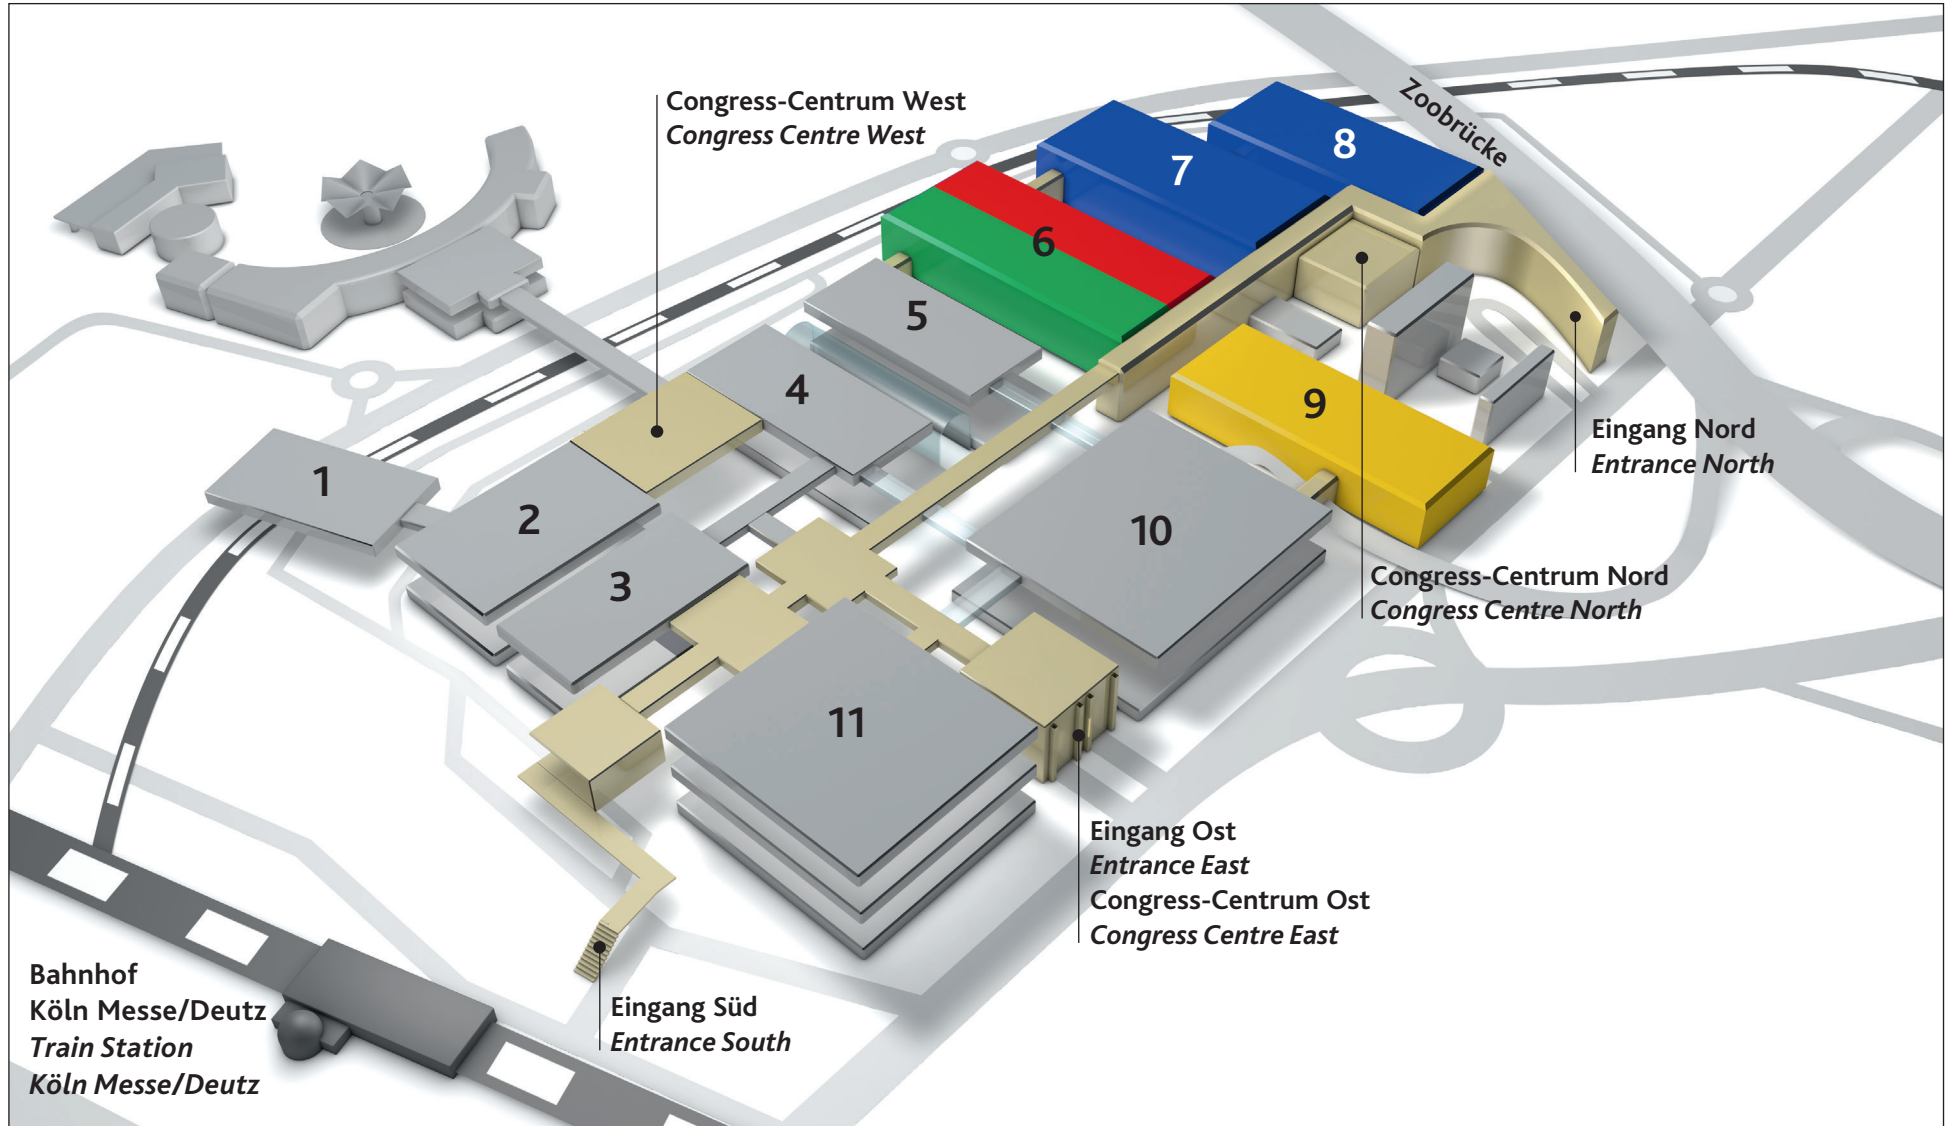 Congress-Centrum West
Congress Centre West
Zoobrücke
8
7
6
5
4
9
1
2
3
10
11
Eingang Nord
Entrance North
Congress-Centrum Nord
Congress Centre North
Eingang Ost
Entrance East
Congress-Centrum Ost
Congress Centre East
Bahnhof
Köln Messe/Deutz
Train Station
Köln Messe/Deutz
Eingang Süd
Entrance South